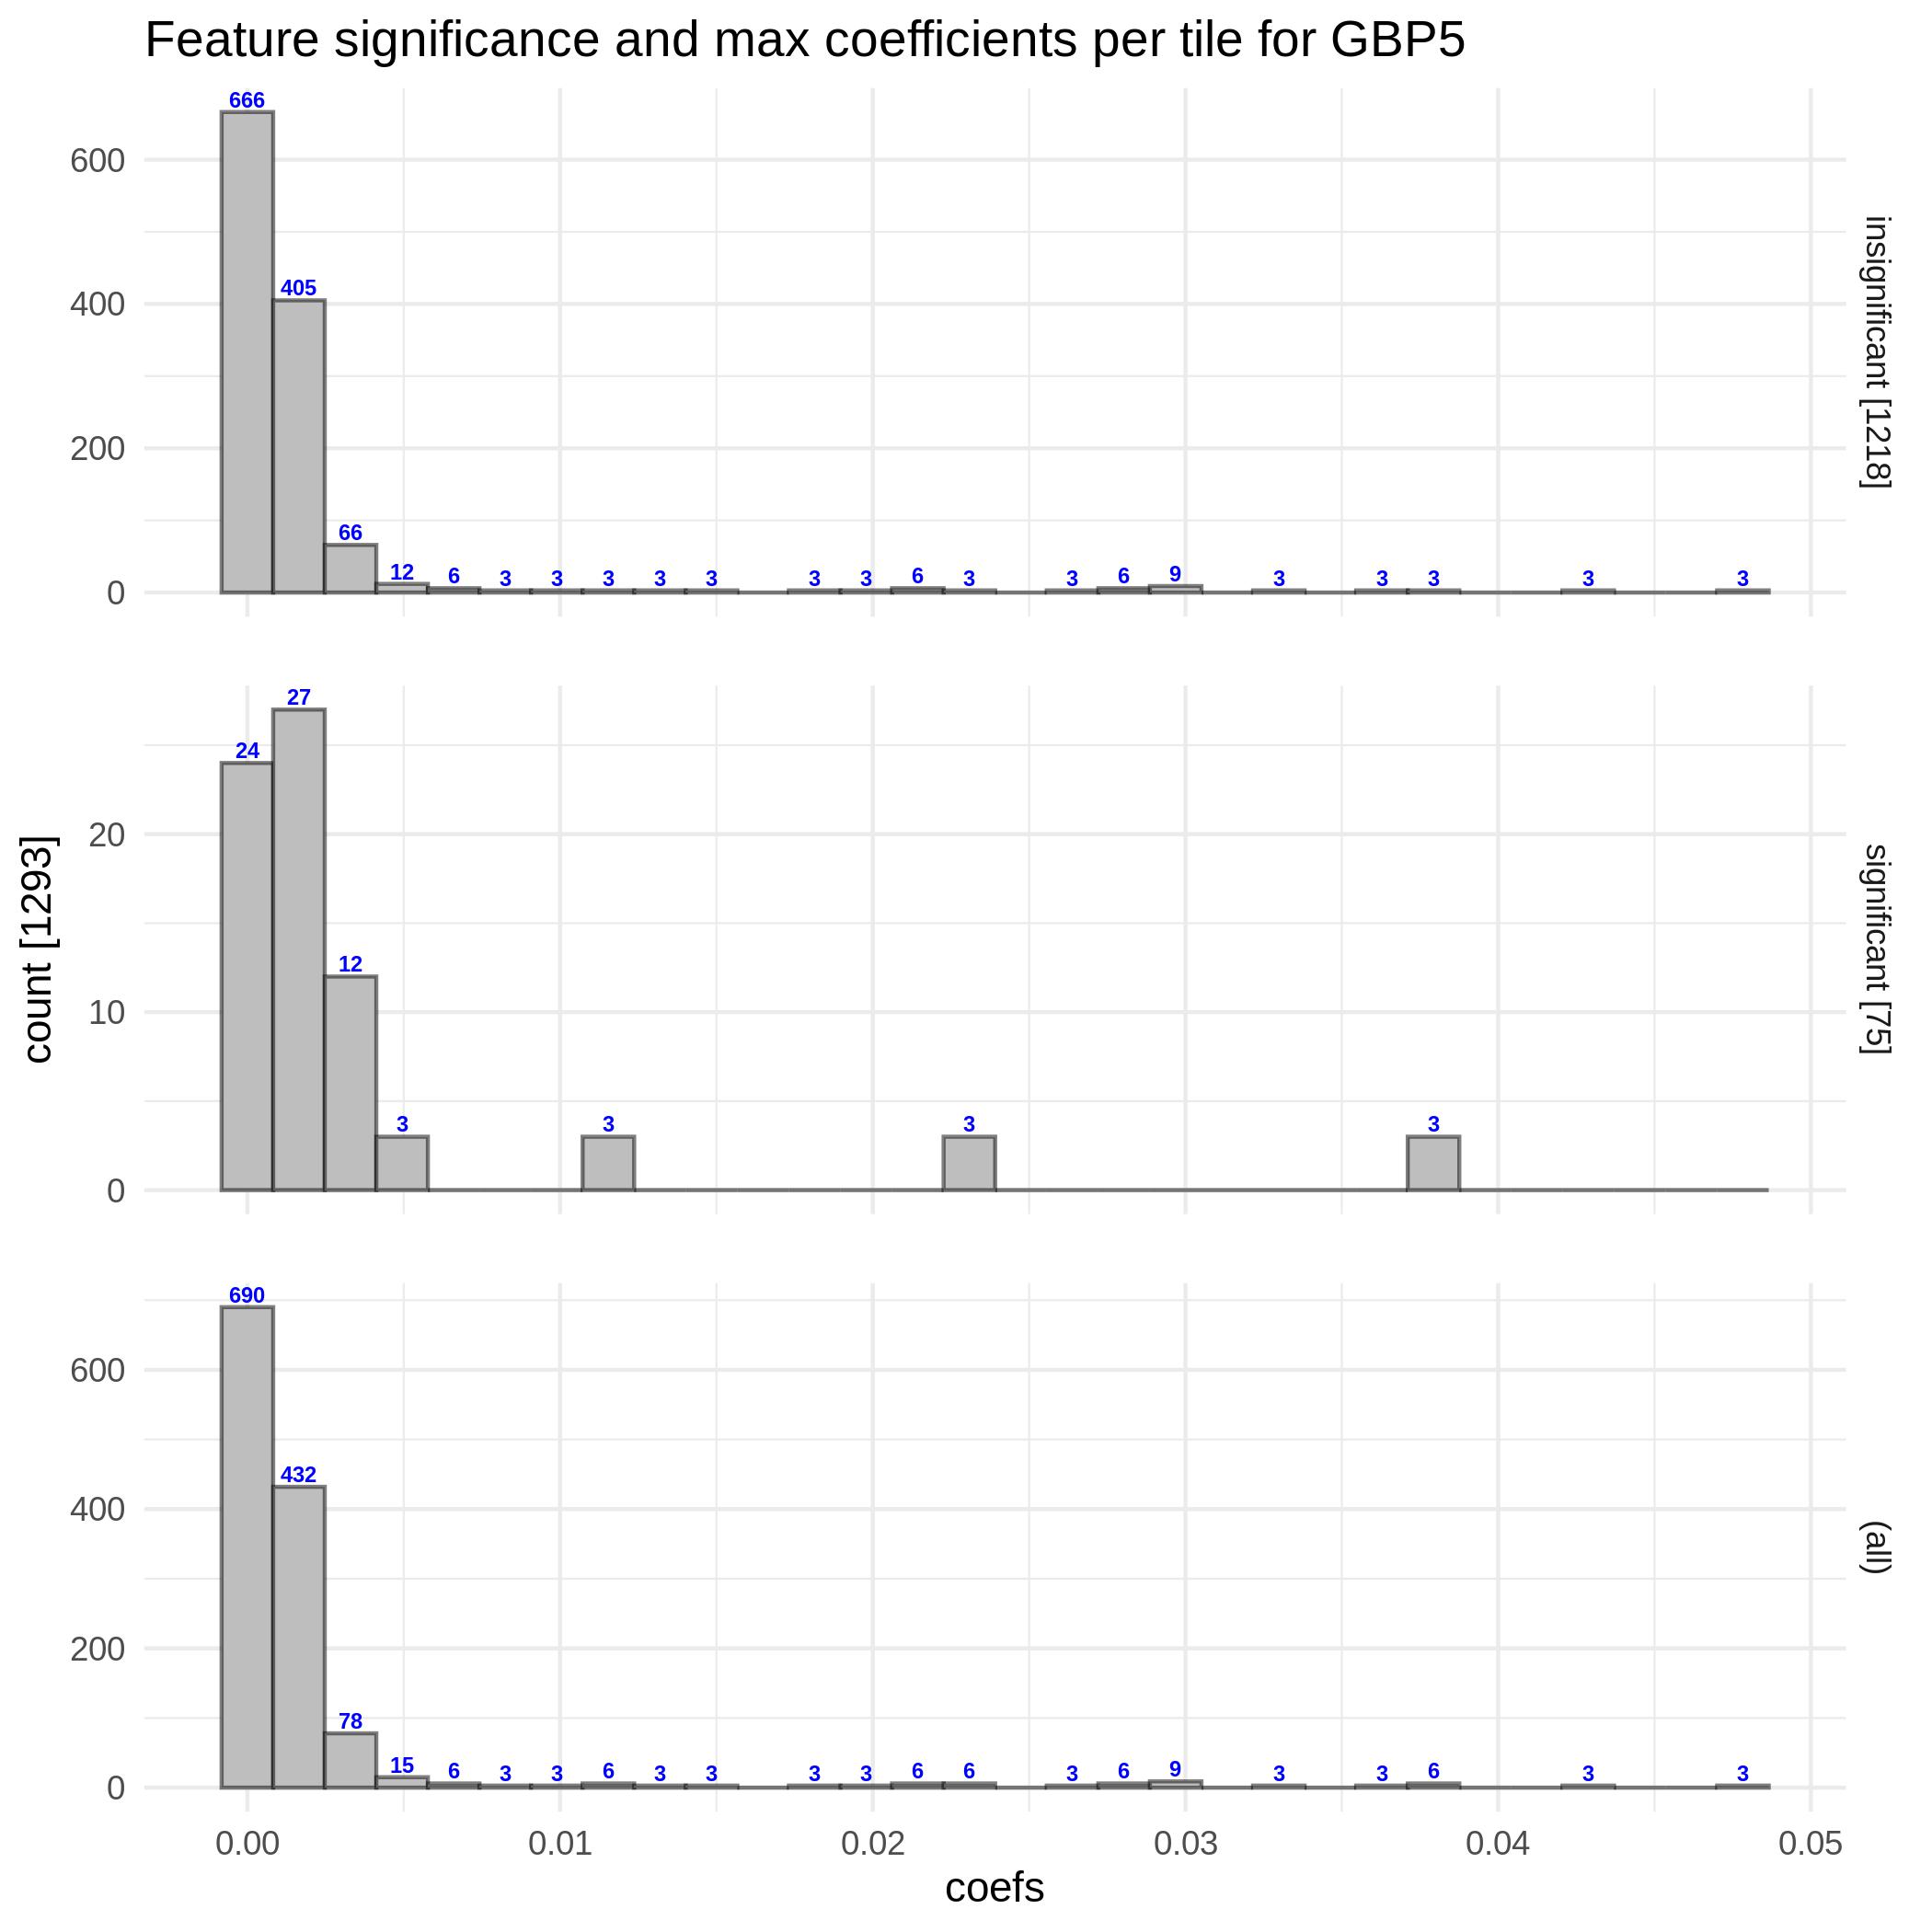 Feature significance and max coefficients per tile for GBP5
666
405
66
12 6 3 3 3 3 3 3 3 6 3 3 6 9 3 3 3 3 3
600
400
200
0
insignificant [1218]
27
24
12
3 3 3 3
20
10
0
significant [75]
count [1293]
690
432
78
15 6 3 3 6 3 3 3 3 6 6 3 6 9 3 3 6 3 3
600
400
200
0
(all)
0.00 0.01 0.02 0.03 0.04 0.05
coefs